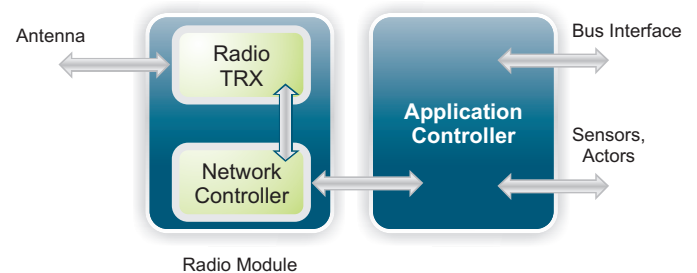 Antenna
Radio
TRX
Network
Controller
Radio Module
Application
Controller
Bus Interface
Sensors,
Actors